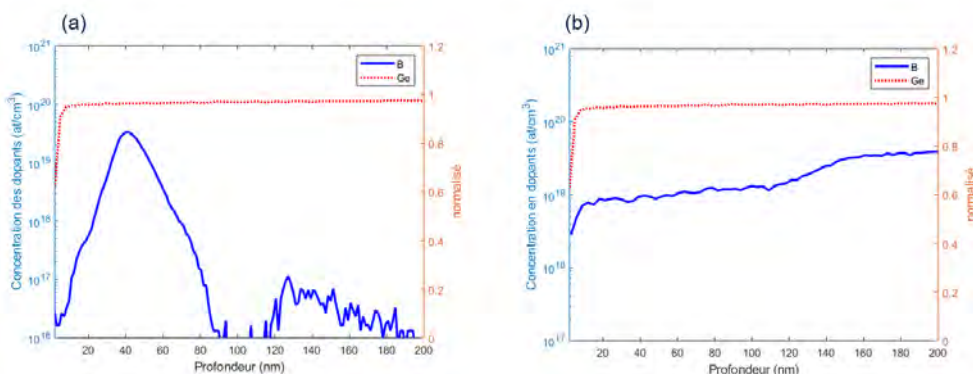 (a)
Concentration des dopants (at/cm³)
10²¹
10²⁰
10¹⁹
10¹⁸
10¹⁷
10¹⁶
B
Ge
1.2
1
0.8
0.6
0.4
0.2
0
normalisé
20 40 60 80 100 120 140 160 180 200
Profondeur (nm)
(b)
Concentration en dopants (at/cm³)
10²¹
10²⁰
10¹⁹
10¹⁸
10¹⁷
B
Ge
1.2
1
0.8
0.6
0.4
0.2
0
normalisé
20 40 60 80 100 120 140 160 180 200
Profondeur (nm)